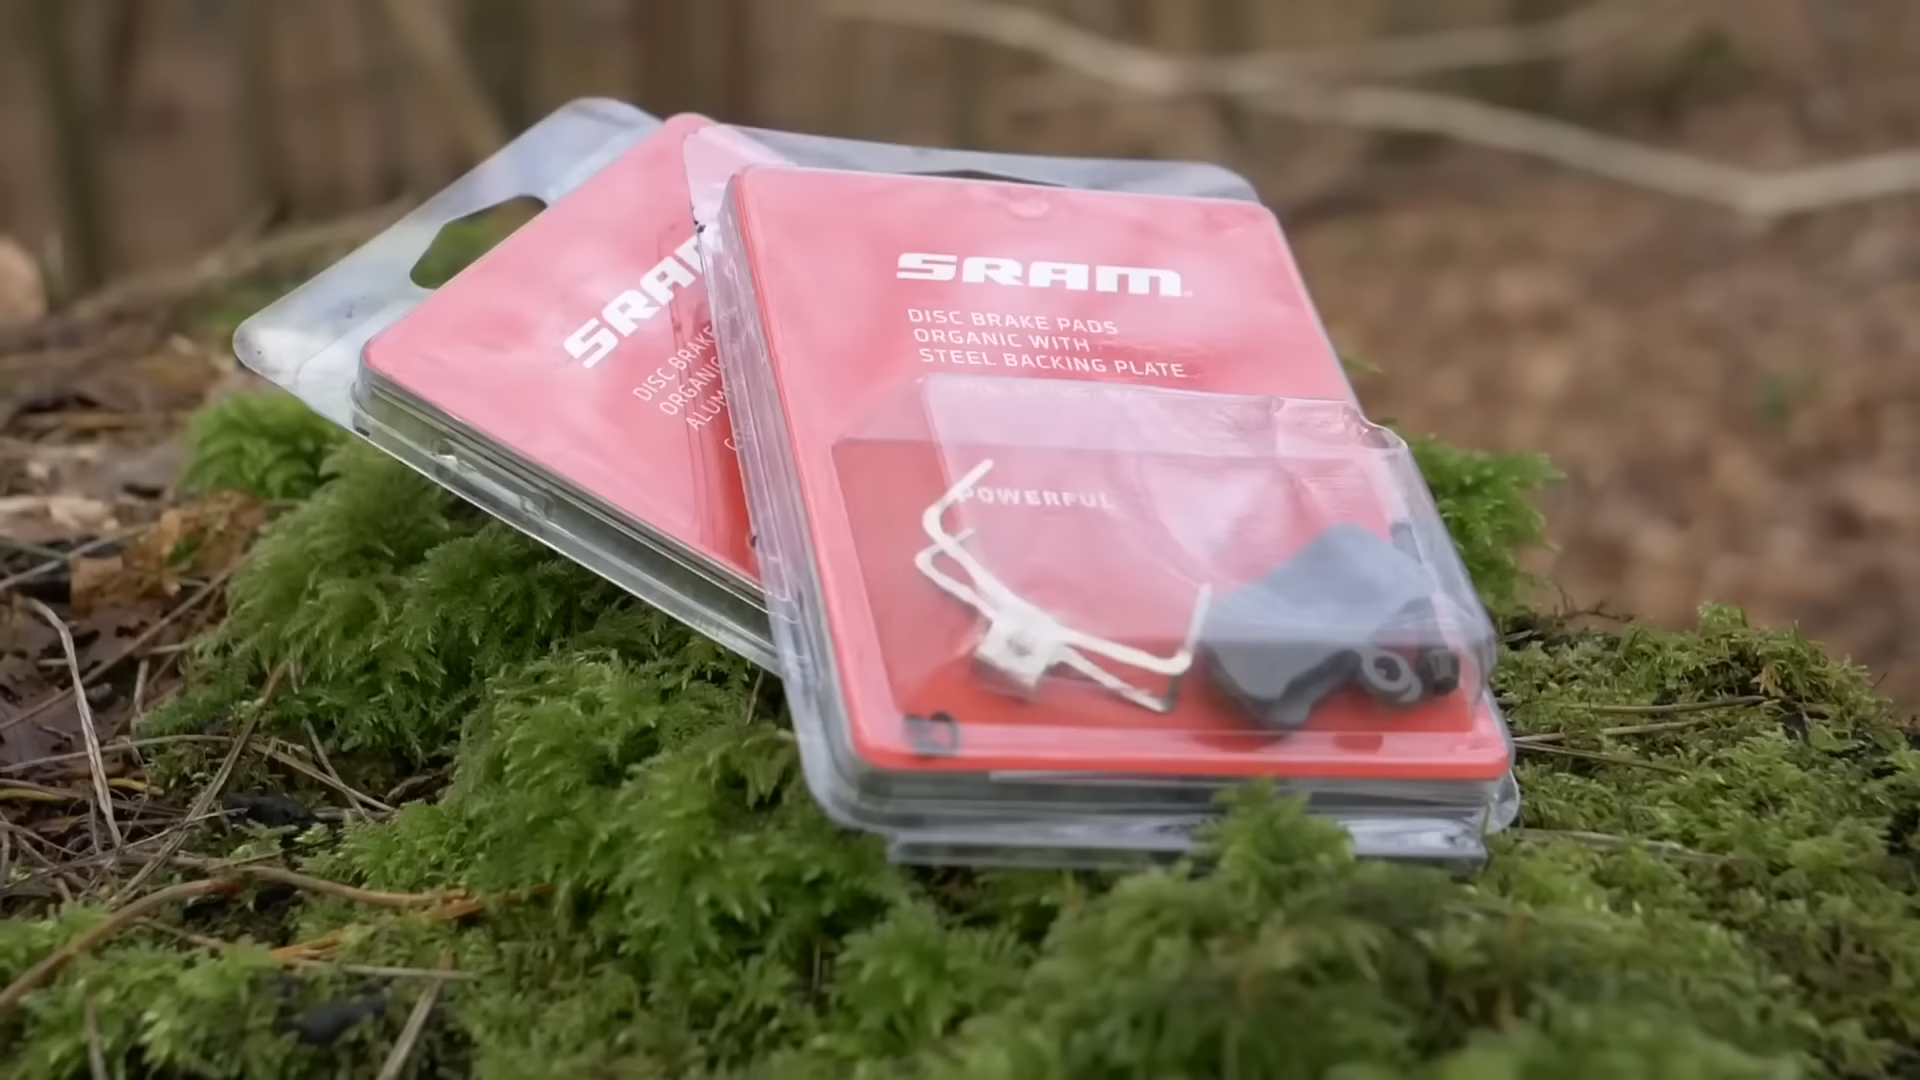 SRAM
DISC BRAKE
ORGANIC
ALUM
SRAM
DISC BRAKE PADS
ORGANIC WITH
STEEL BACKING PLATE
POWERFUL